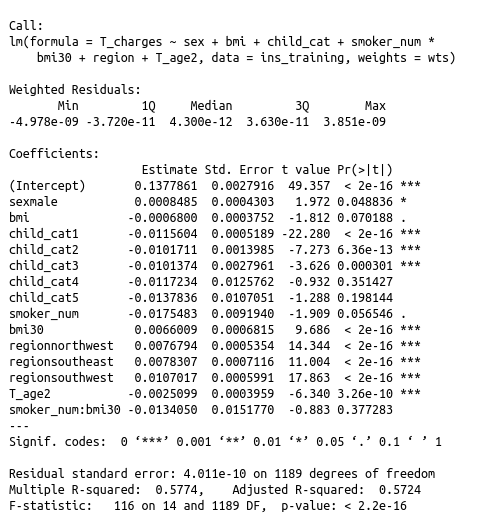 Call:
lm(formula = T_charges ~ sex + bmi + child_cat + smoker_num *
    bmi30 + region + T_age2, data = ins_training, weights = wts)

Weighted Residuals:
       Min         1Q     Median         3Q        Max
-4.978e-09 -3.720e-11  4.300e-12  3.630e-11  3.851e-09

Coefficients:
                   Estimate Std. Error t value Pr(>|t|)
(Intercept)       0.1377861  0.0027916  49.357  < 2e-16 ***
sexmale           0.0008485  0.0004303   1.972 0.048836 *
bmi              -0.0006800  0.0003752  -1.812 0.070188 .
child_cat1       -0.0115604  0.0005189 -22.280  < 2e-16 ***
child_cat2       -0.0101711  0.0013985  -7.273 6.36e-13 ***
child_cat3       -0.0101374  0.0027961  -3.626 0.000301 ***
child_cat4       -0.0117234  0.0125762  -0.932 0.351427
child_cat5       -0.0137836  0.0107051  -1.288 0.198144
smoker_num       -0.0175483  0.0091940  -1.909 0.056546 .
bmi30             0.0066009  0.0006815   9.686  < 2e-16 ***
regionnorthwest   0.0076794  0.0005354  14.344  < 2e-16 ***
regionsoutheast   0.0078307  0.0007116  11.004  < 2e-16 ***
regionsouthwest   0.0107017  0.0005991  17.863  < 2e-16 ***
T_age2           -0.0025099  0.0003959  -6.340 3.26e-10 ***
smoker_num:bmi30 -0.0134050  0.0151770  -0.883 0.377283
---
Signif. codes:  0 ‘***’ 0.001 ‘**’ 0.01 ‘*’ 0.05 ‘.’ 0.1 ‘ ’ 1

Residual standard error: 4.011e-10 on 1189 degrees of freedom
Multiple R-squared:  0.5774,    Adjusted R-squared:  0.5724
F-statistic:   116 on 14 and 1189 DF,  p-value: < 2.2e-16